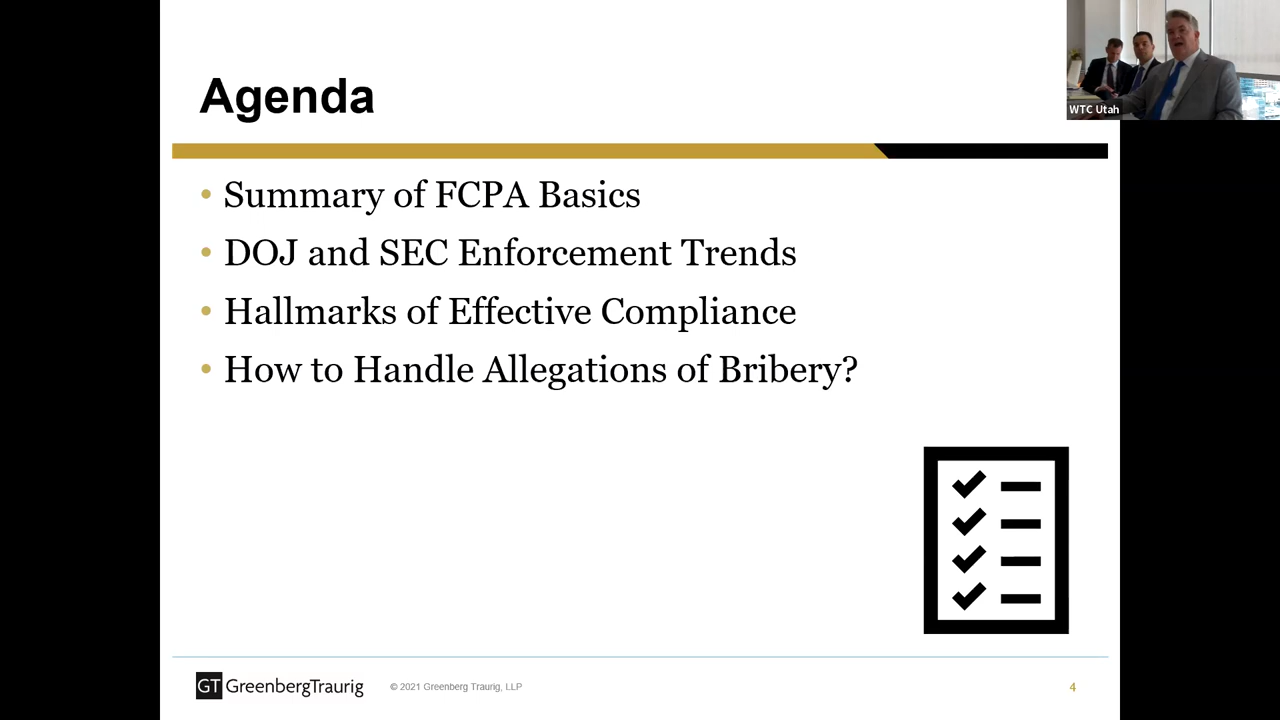 Agenda
WTC Utah
• Summary of FCPA Basics
• DOJ and SEC Enforcement Trends
• Hallmarks of Effective Compliance
• How to Handle Allegations of Bribery?
GT GreenbergTraurig
© 2021 Greenberg Traurig, LLP
4